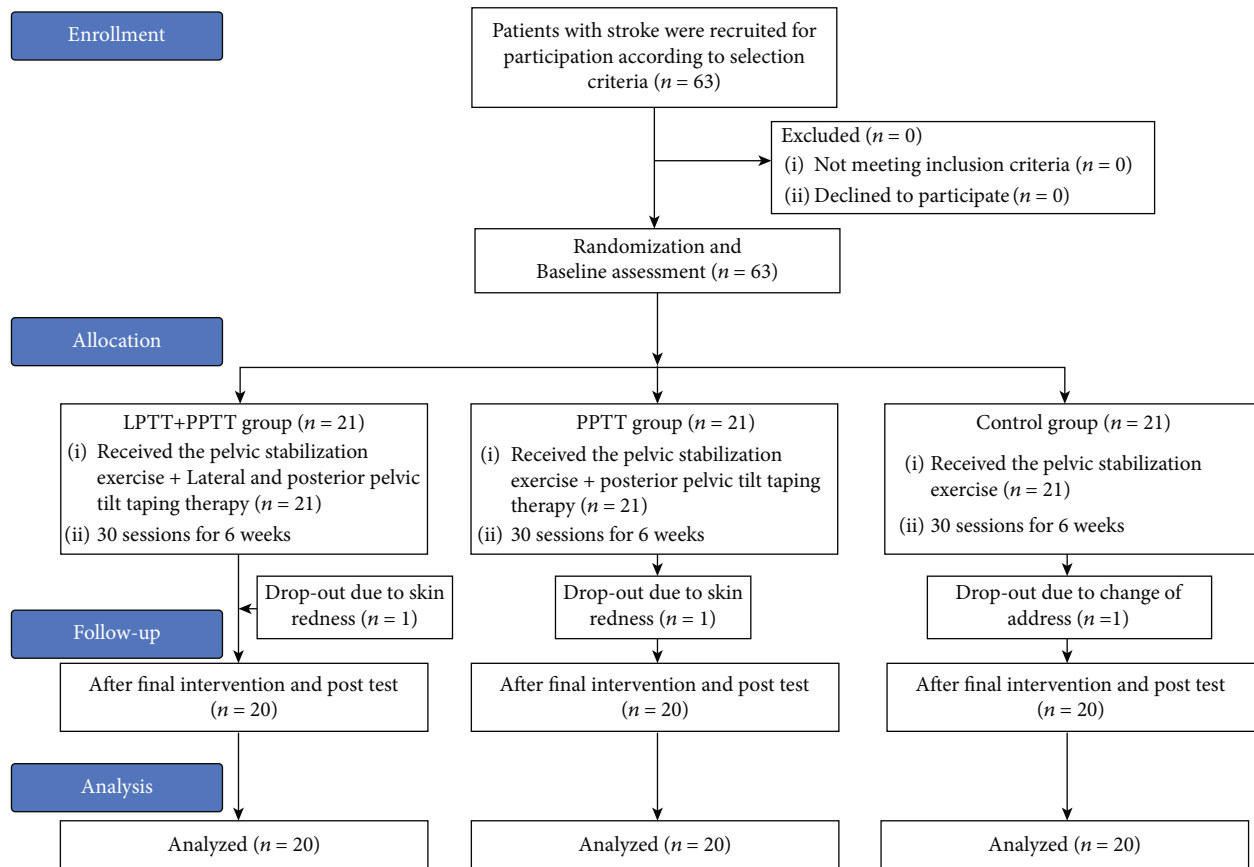 Enrollment
Patients with stroke were recruited for
participation according to selection
criteria (n = 63)
Excluded (n = 0)
(i) Not meeting inclusion criteria (n = 0)
(ii) Declined to participate (n = 0)
Randomization and
Baseline assessment (n = 63)
Allocation
LPTT+PPTT group (n = 21)
(i) Received the pelvic stabilization
exercise + Lateral and posterior pelvic
tilt taping therapy (n = 21)
(ii) 30 sessions for 6 weeks
PPTT group (n = 21)
(i) Received the pelvic stabilization
exercise + posterior pelvic tilt taping
therapy (n = 21)
(ii) 30 sessions for 6 weeks
Control group (n = 21)
(i) Received the pelvic stabilization
exercise (n = 21)
(ii) 30 sessions for 6 weeks
Drop-out due to skin
redness (n = 1)
Drop-out due to skin
redness (n = 1)
Drop-out due to change of
address (n =1)
Follow-up
After final intervention and post test
(n = 20)
After final intervention and post test
(n = 20)
After final intervention and post test
(n = 20)
Analysis
Analyzed (n = 20)
Analyzed (n = 20)
Analyzed (n = 20)